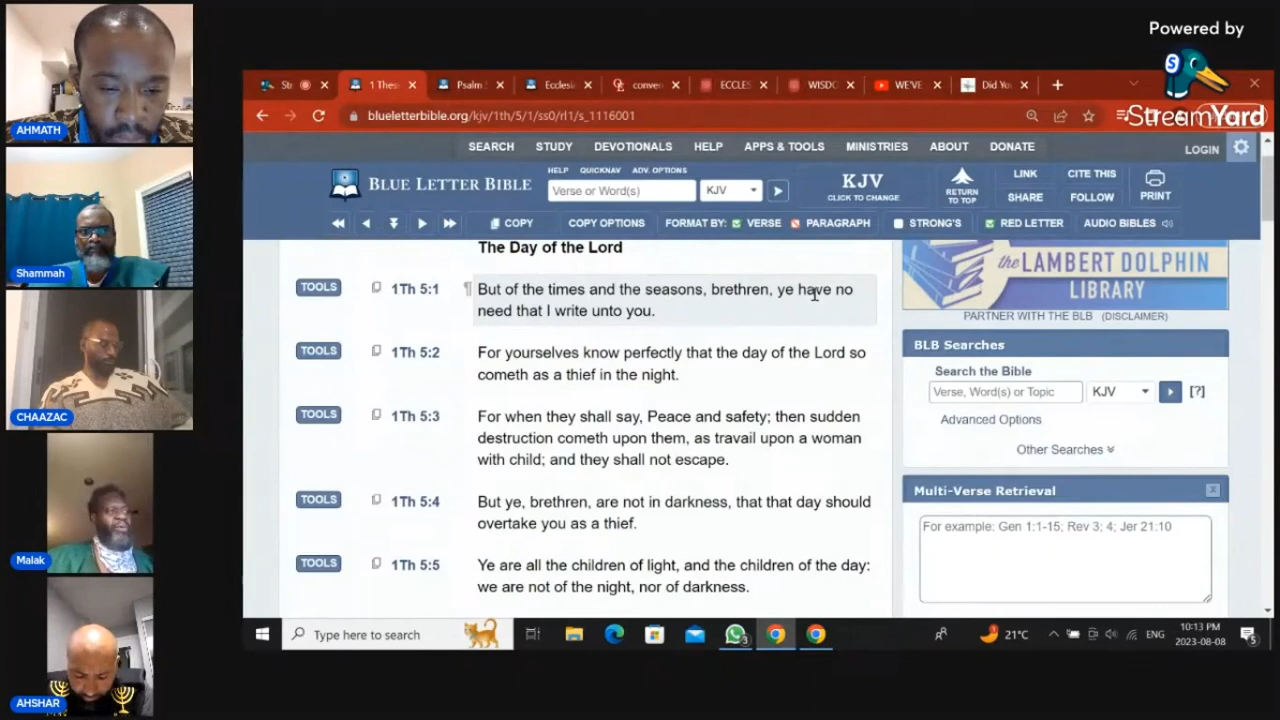 Powered by
StreamYard
AHMATH
Shammah
CHAAZAC
Malak
AHSHAR
Str
1 Thes
Psalm
Ecclesi
conve
ECCLES
WISDO
WE'VE
Did Yo
blueletterbible.org/kjv/1th/5/1/ss0/rl1/s_1116001
SEARCH STUDY DEVOTIONALS HELP APPS & TOOLS MINISTRIES ABOUT DONATE LOGIN
BLUE LETTER BIBLE
HELP QUICKNAV ADV. OPTIONS
Verse or Word(s) KJV
KJV
CLICK TO CHANGE
RETURN
TO TOP
LINK CITE THIS
SHARE FOLLOW
PRINT
COPY COPY OPTIONS FORMAT BY: VERSE PARAGRAPH STRONG'S RED LETTER AUDIO BIBLES
The Day of the Lord
TOOLS 1Th 5:1 ¶ But of the times and the seasons, brethren, ye have no
need that I write unto you.
TOOLS 1Th 5:2 For yourselves know perfectly that the day of the Lord so
cometh as a thief in the night.
TOOLS 1Th 5:3 For when they shall say, Peace and safety; then sudden
destruction cometh upon them, as travail upon a woman
with child; and they shall not escape.
TOOLS 1Th 5:4 But ye, brethren, are not in darkness, that that day should
overtake you as a thief.
TOOLS 1Th 5:5 Ye are all the children of light, and the children of the day:
we are not of the night, nor of darkness.
the LAMBERT DOLPHIN
LIBRARY
PARTNER WITH THE BLB (DISCLAIMER)
BLB Searches
Search the Bible
Verse, Word(s) or Topic KJV [?]
Advanced Options
Other Searches
Multi-Verse Retrieval
For example: Gen 1:1-15; Rev 3; 4; Jer 21:10
Type here to search
3
21°C
ENG
10:13 PM
2023-08-08
5